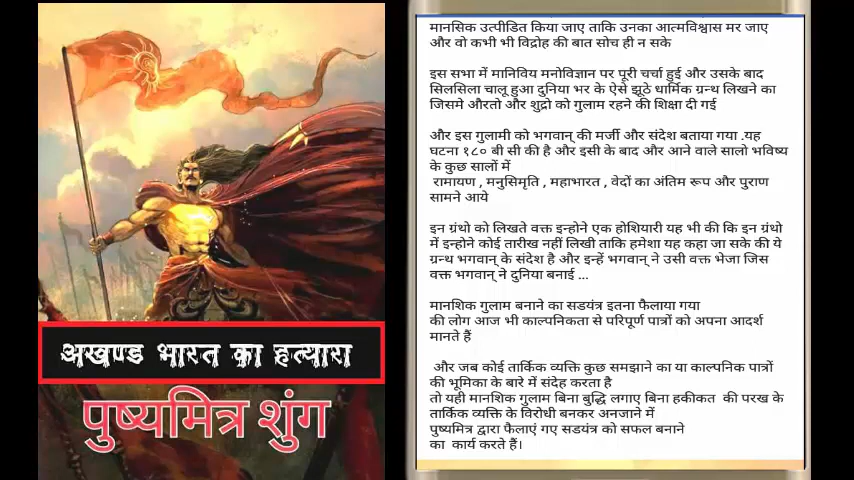 अखण्ड भारत का हत्यारा
पुष्यमित्र शुंग
मानसिक उत्पीडित किया जाए ताकि उनका आत्मविश्वास मर जाए
और वो कभी भी विद्रोह की बात सोच ही न सके
इस सभा में मानिविय मनोविज्ञान पर पूरी चर्चा हुई और उसके बाद
सिलसिला चालू हुआ दुनिया भर के ऐसे झूठे धार्मिक ग्रन्थ लिखने का
जिसमे औरतो और शुद्रो को गुलाम रहने की शिक्षा दी गई
और इस गुलामी को भगवान् की मर्जी और संदेश बताया गया .यह
घटना १८० बी सी की है और इसी के बाद और आने वाले सालो भविष्य
के कुछ सालों में
रामायण , मनुसिमृति , महाभारत , वेदों का अंतिम रूप और पुराण
सामने आये
इन ग्रंथो को लिखते वक्त इन्होने एक होशियारी यह भी की कि इन ग्रंथो
में इन्होने कोई तारीख नहीं लिखी ताकि हमेशा यह कहा जा सके की ये
ग्रन्थ भगवान् के संदेश है और इन्हें भगवान् ने उसी वक्त भेजा जिस
वक्त भगवान् ने दुनिया बनाई ...
मानशिक गुलाम बनाने का सडयंत्र इतना फैलाया गया
की लोग आज भी काल्पनिकता से परिपूर्ण पात्रों को अपना आदर्श
मानते हैं
और जब कोई तार्किक व्यक्ति कुछ समझाने का या काल्पनिक पात्रों
की भूमिका के बारे में संदेह करता है
तो यही मानशिक गुलाम बिना बुद्धि लगाए बिना हकीकत की परख के
तार्किक व्यक्ति के विरोधी बनकर अनजाने में
पुष्यमित्र द्वारा फैलाएं गए सडयंत्र को सफल बनाने
का कार्य करते हैं।